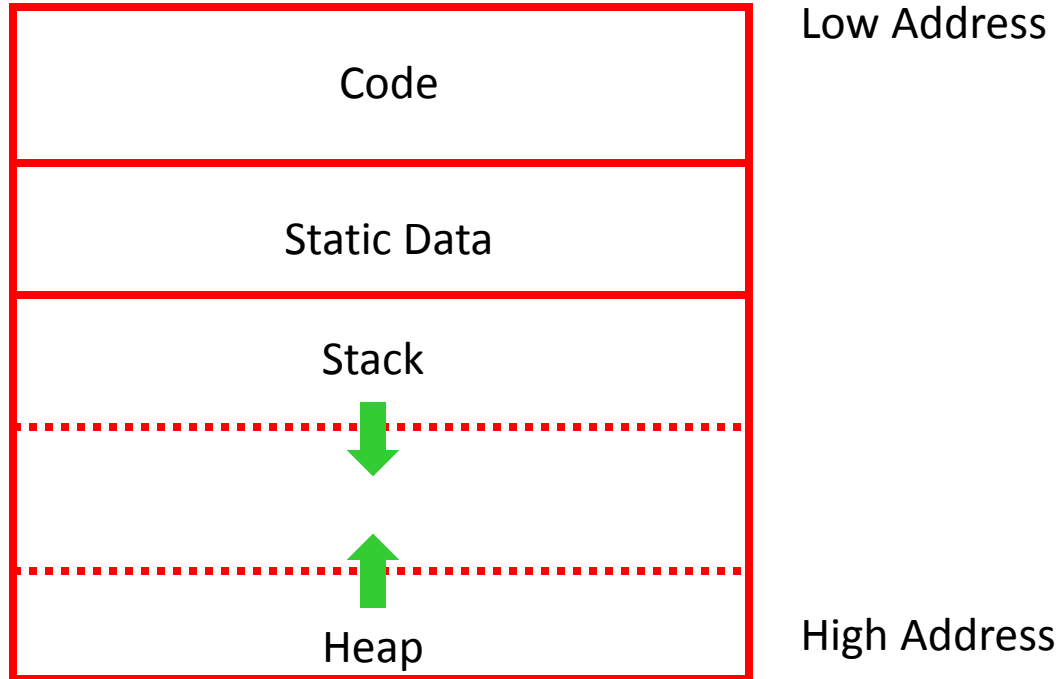 Low Address
Code
Static Data
Stack
Heap
High Address